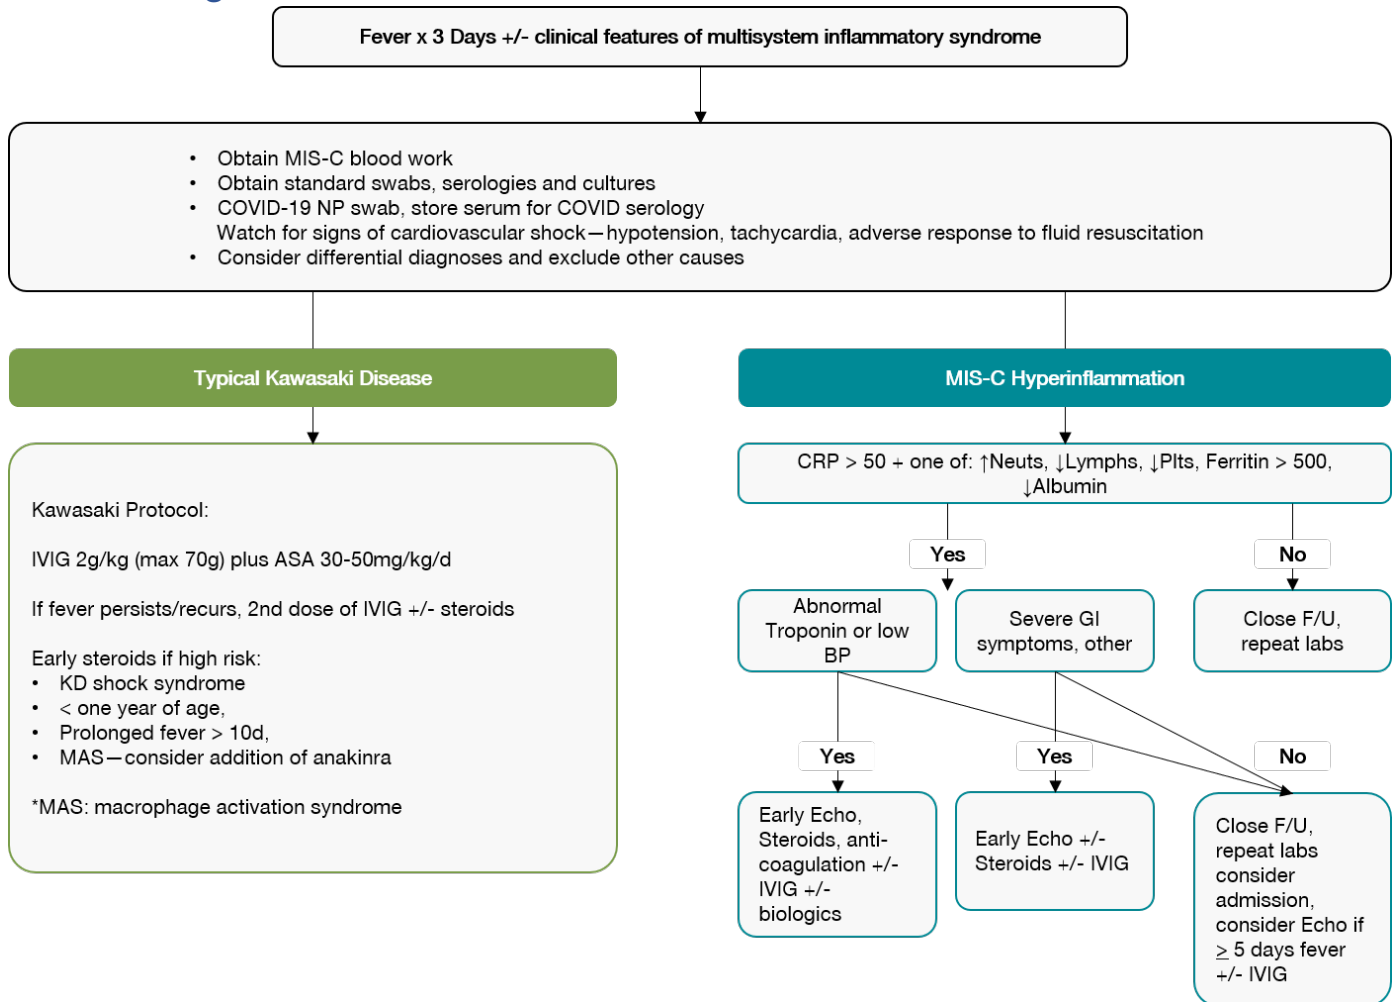 Fever x 3 Days +/- clinical features of multisystem inflammatory syndrome
• Obtain MIS-C blood work
• Obtain standard swabs, serologies and cultures
• COVID-19 NP swab, store serum for COVID serology
Watch for signs of cardiovascular shock—hypotension, tachycardia, adverse response to fluid resuscitation
• Consider differential diagnoses and exclude other causes
Typical Kawasaki Disease
Kawasaki Protocol:
IVIG 2g/kg (max 70g) plus ASA 30-50mg/kg/d
If fever persists/recurs, 2nd dose of IVIG +/- steroids
Early steroids if high risk:
• KD shock syndrome
• < one year of age,
• Prolonged fever > 10d,
• MAS—consider addition of anakinra
*MAS: macrophage activation syndrome
MIS-C Hyperinflammation
CRP > 50 + one of: ↑Neuts, ↓Lymphs, ↓Plts, Ferritin > 500,
↓Albumin
Yes
No
Abnormal
Troponin or low
BP
Severe GI
symptoms, other
Close F/U,
repeat labs
Yes
Yes
No
Early Echo,
Steroids, anti-
coagulation +/-
IVIG +/-
biologics
Early Echo +/-
Steroids +/- IVIG
Close F/U,
repeat labs
consider
admission,
consider Echo if
≥ 5 days fever
+/- IVIG